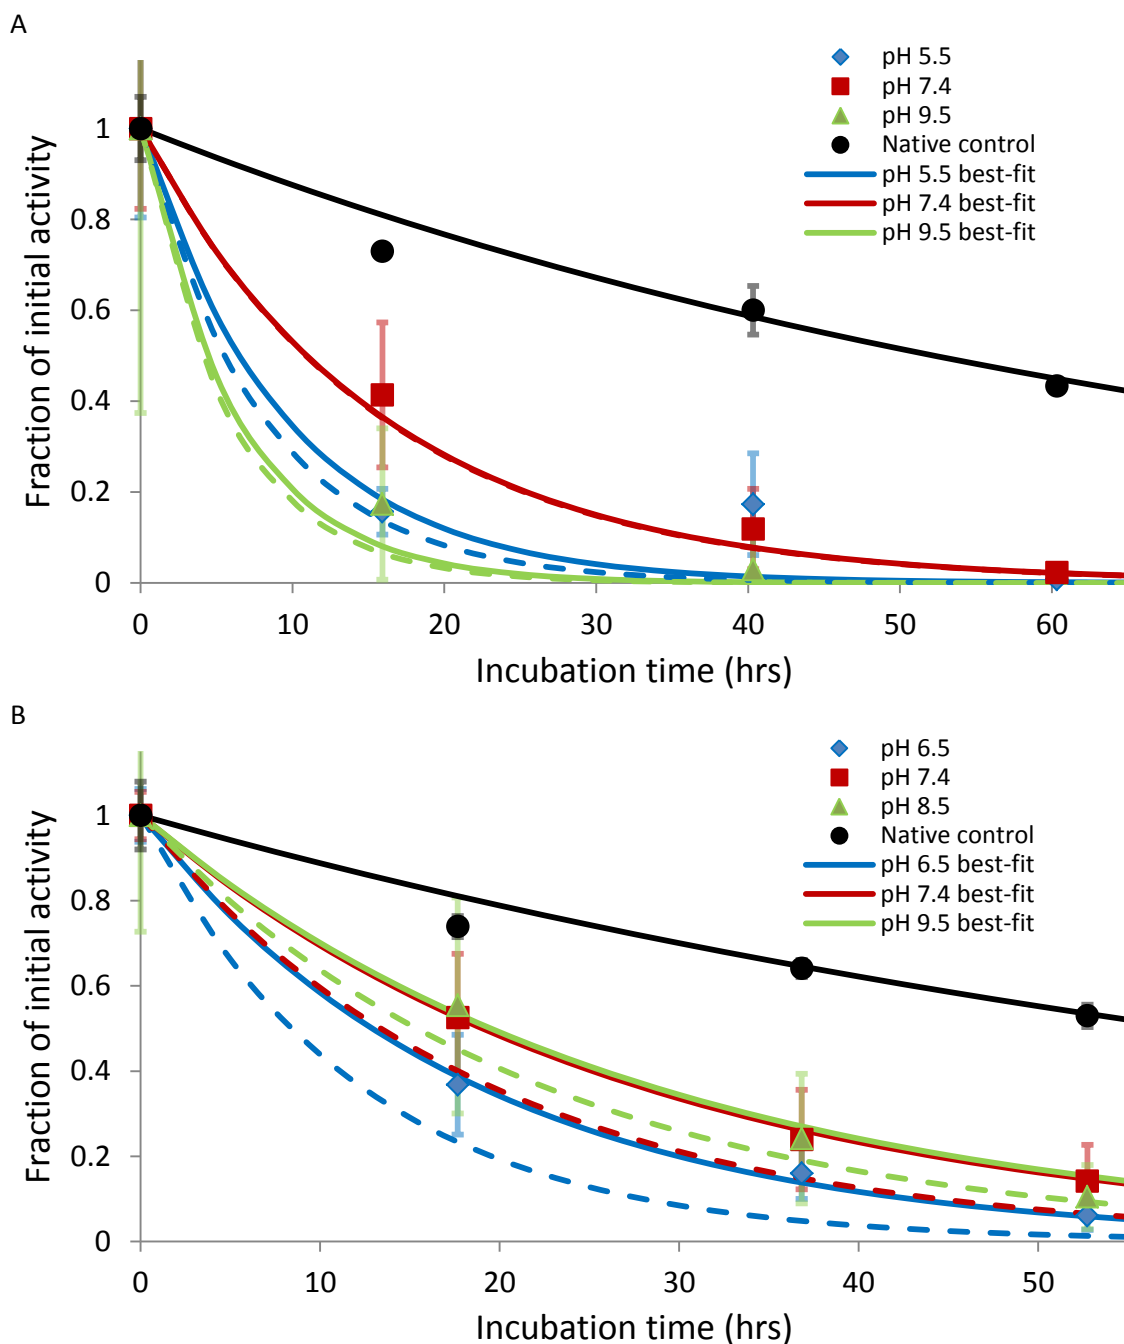 A
pH 5.5
pH 7.4
pH 9.5
Native control
pH 5.5 best-fit
pH 7.4 best-fit
pH 9.5 best-fit
Fraction of initial activity
1
0.8
0.6
0.4
0.2
0
0 10 20 30 40 50 60
Incubation time (hrs)
B
pH 6.5
pH 7.4
pH 8.5
Native control
pH 6.5 best-fit
pH 7.4 best-fit
pH 9.5 best-fit
Fraction of initial activity
1
0.8
0.6
0.4
0.2
0
0 10 20 30 40 50
Incubation time (hrs)